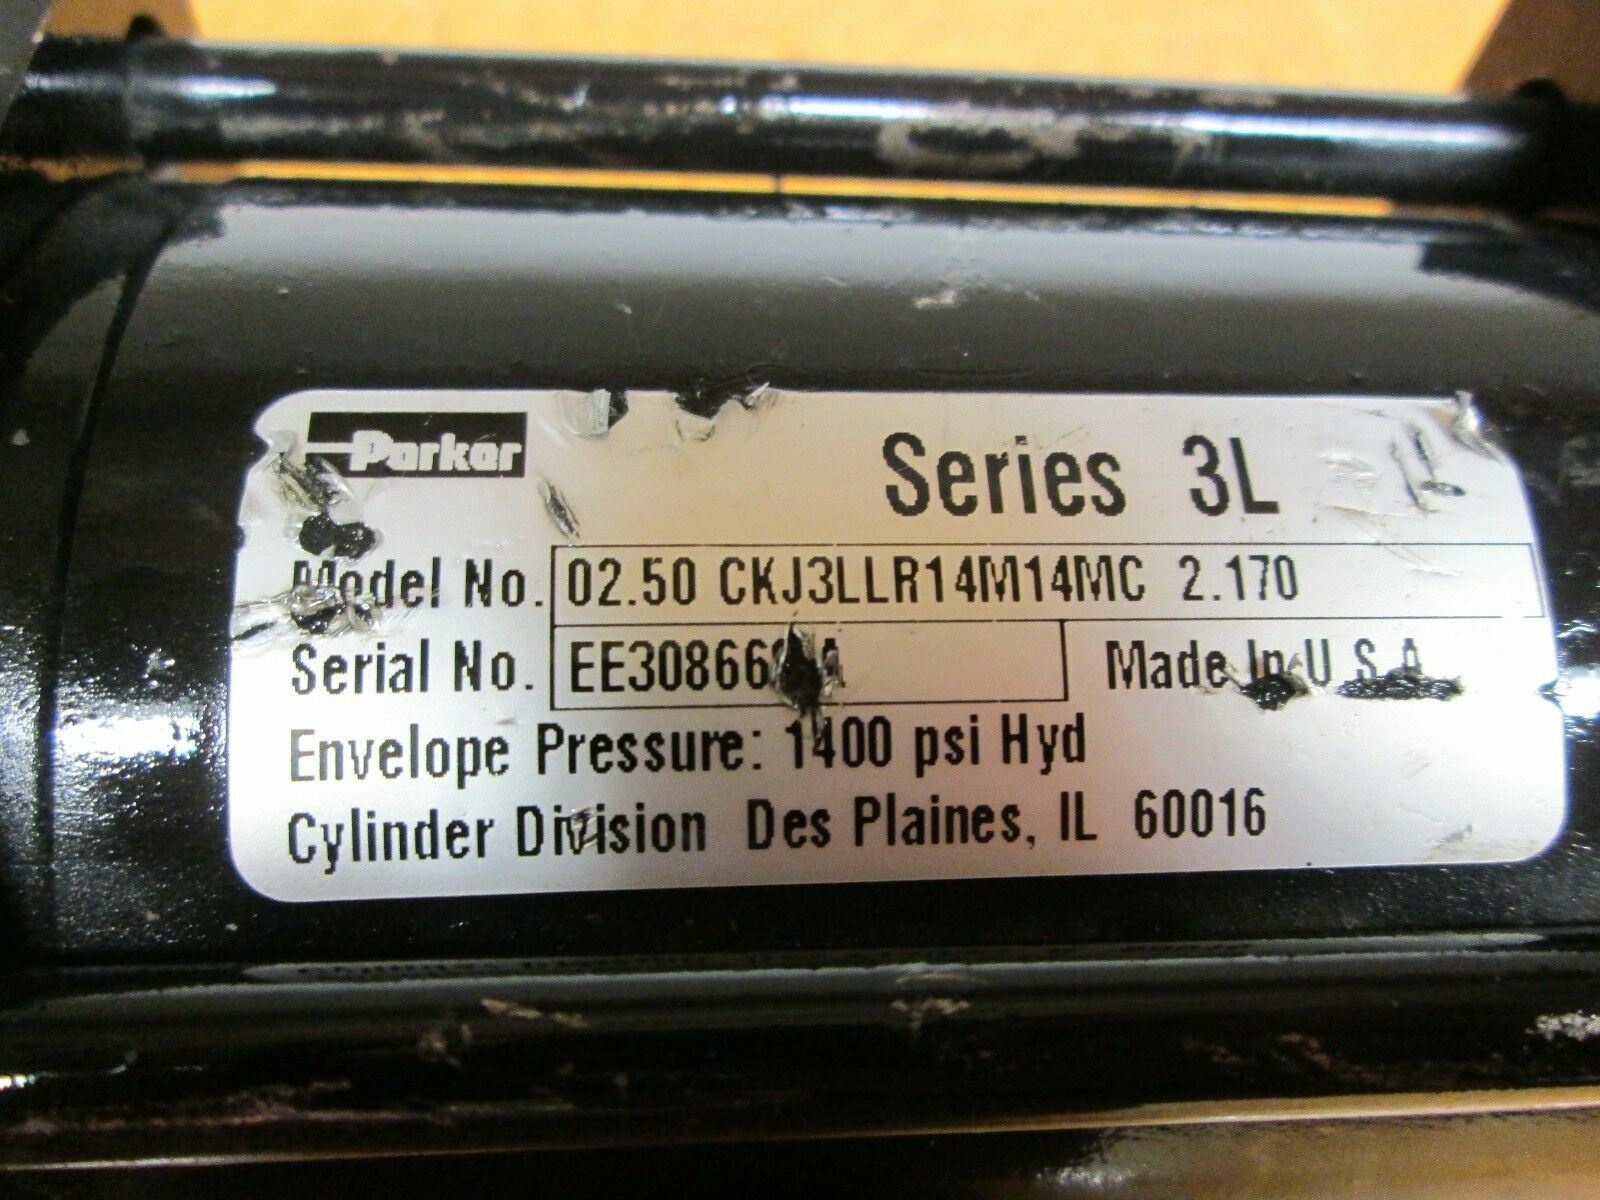 Parker
Series 3L
Model No. 02.50 CKJ3LLR14M14MC 2.170
Serial No.
Made In U S A
Envelope Pressure: 1400 psi Hyd
Cylinder Division Des Plaines, IL 60016